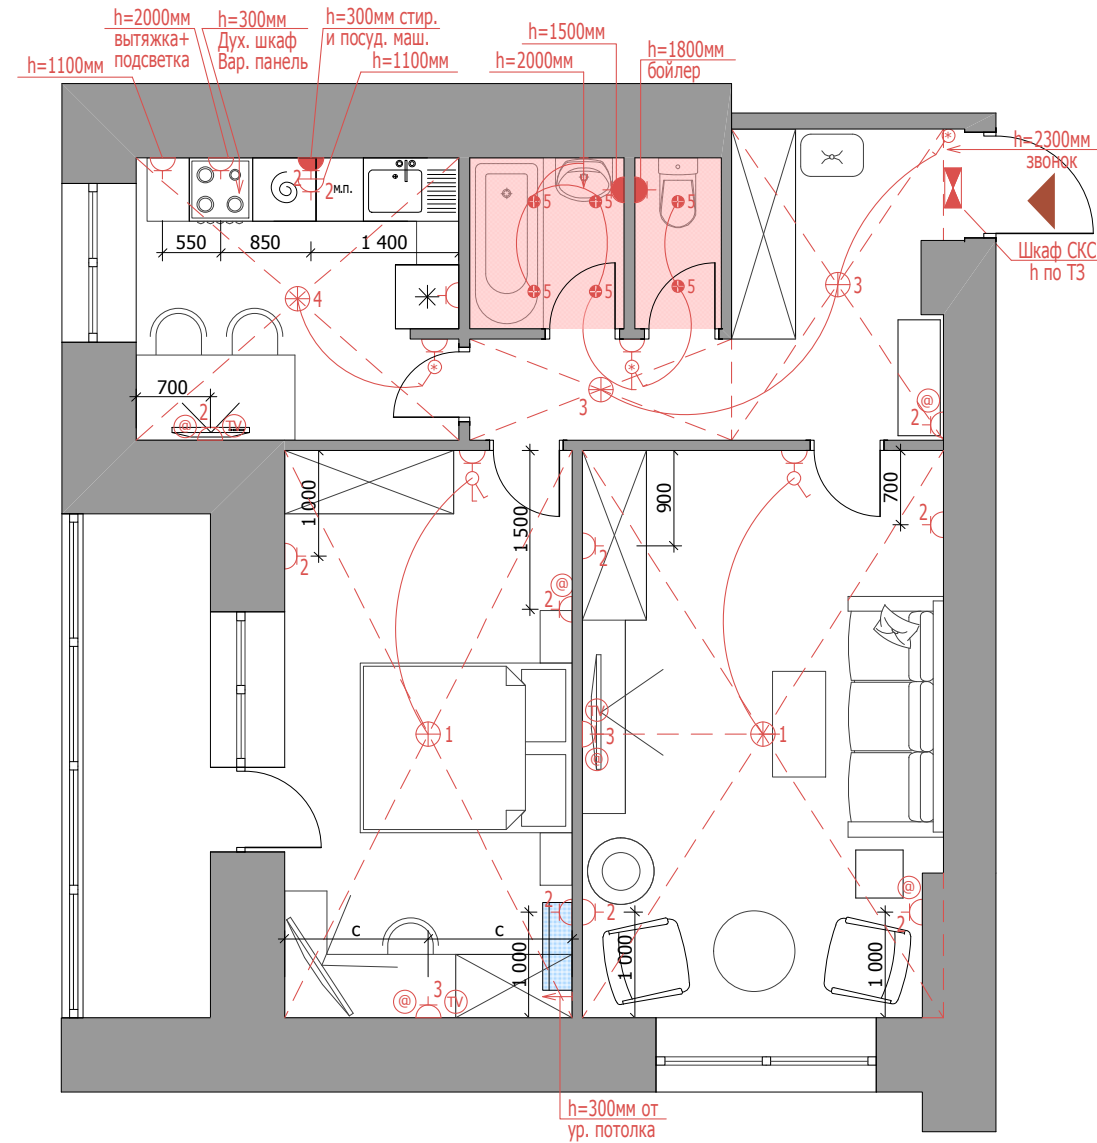 h=2000мм
вытяжка+
подсветка
h=300мм
Дух. шкаф
Вар. панель
h=300мм стир.
и посуд. маш.
h=1100мм
h=1100мм
h=1500мм
h=2000мм
h=1800мм
бойлер
h=2300мм
звонок
Шкаф СКС
h по ТЗ
2
2
м.п.
550
850
1 400
4
5
5
5
5
5
5
3
3
700
2
@
TV
@
2
1 000
2
1 500
@
2
1
900
2
700
2
TV
3
@
1
@
2
2
2
c
c
1 000
1 000
1 000
@
3
TV
h=300мм от
ур. потолка